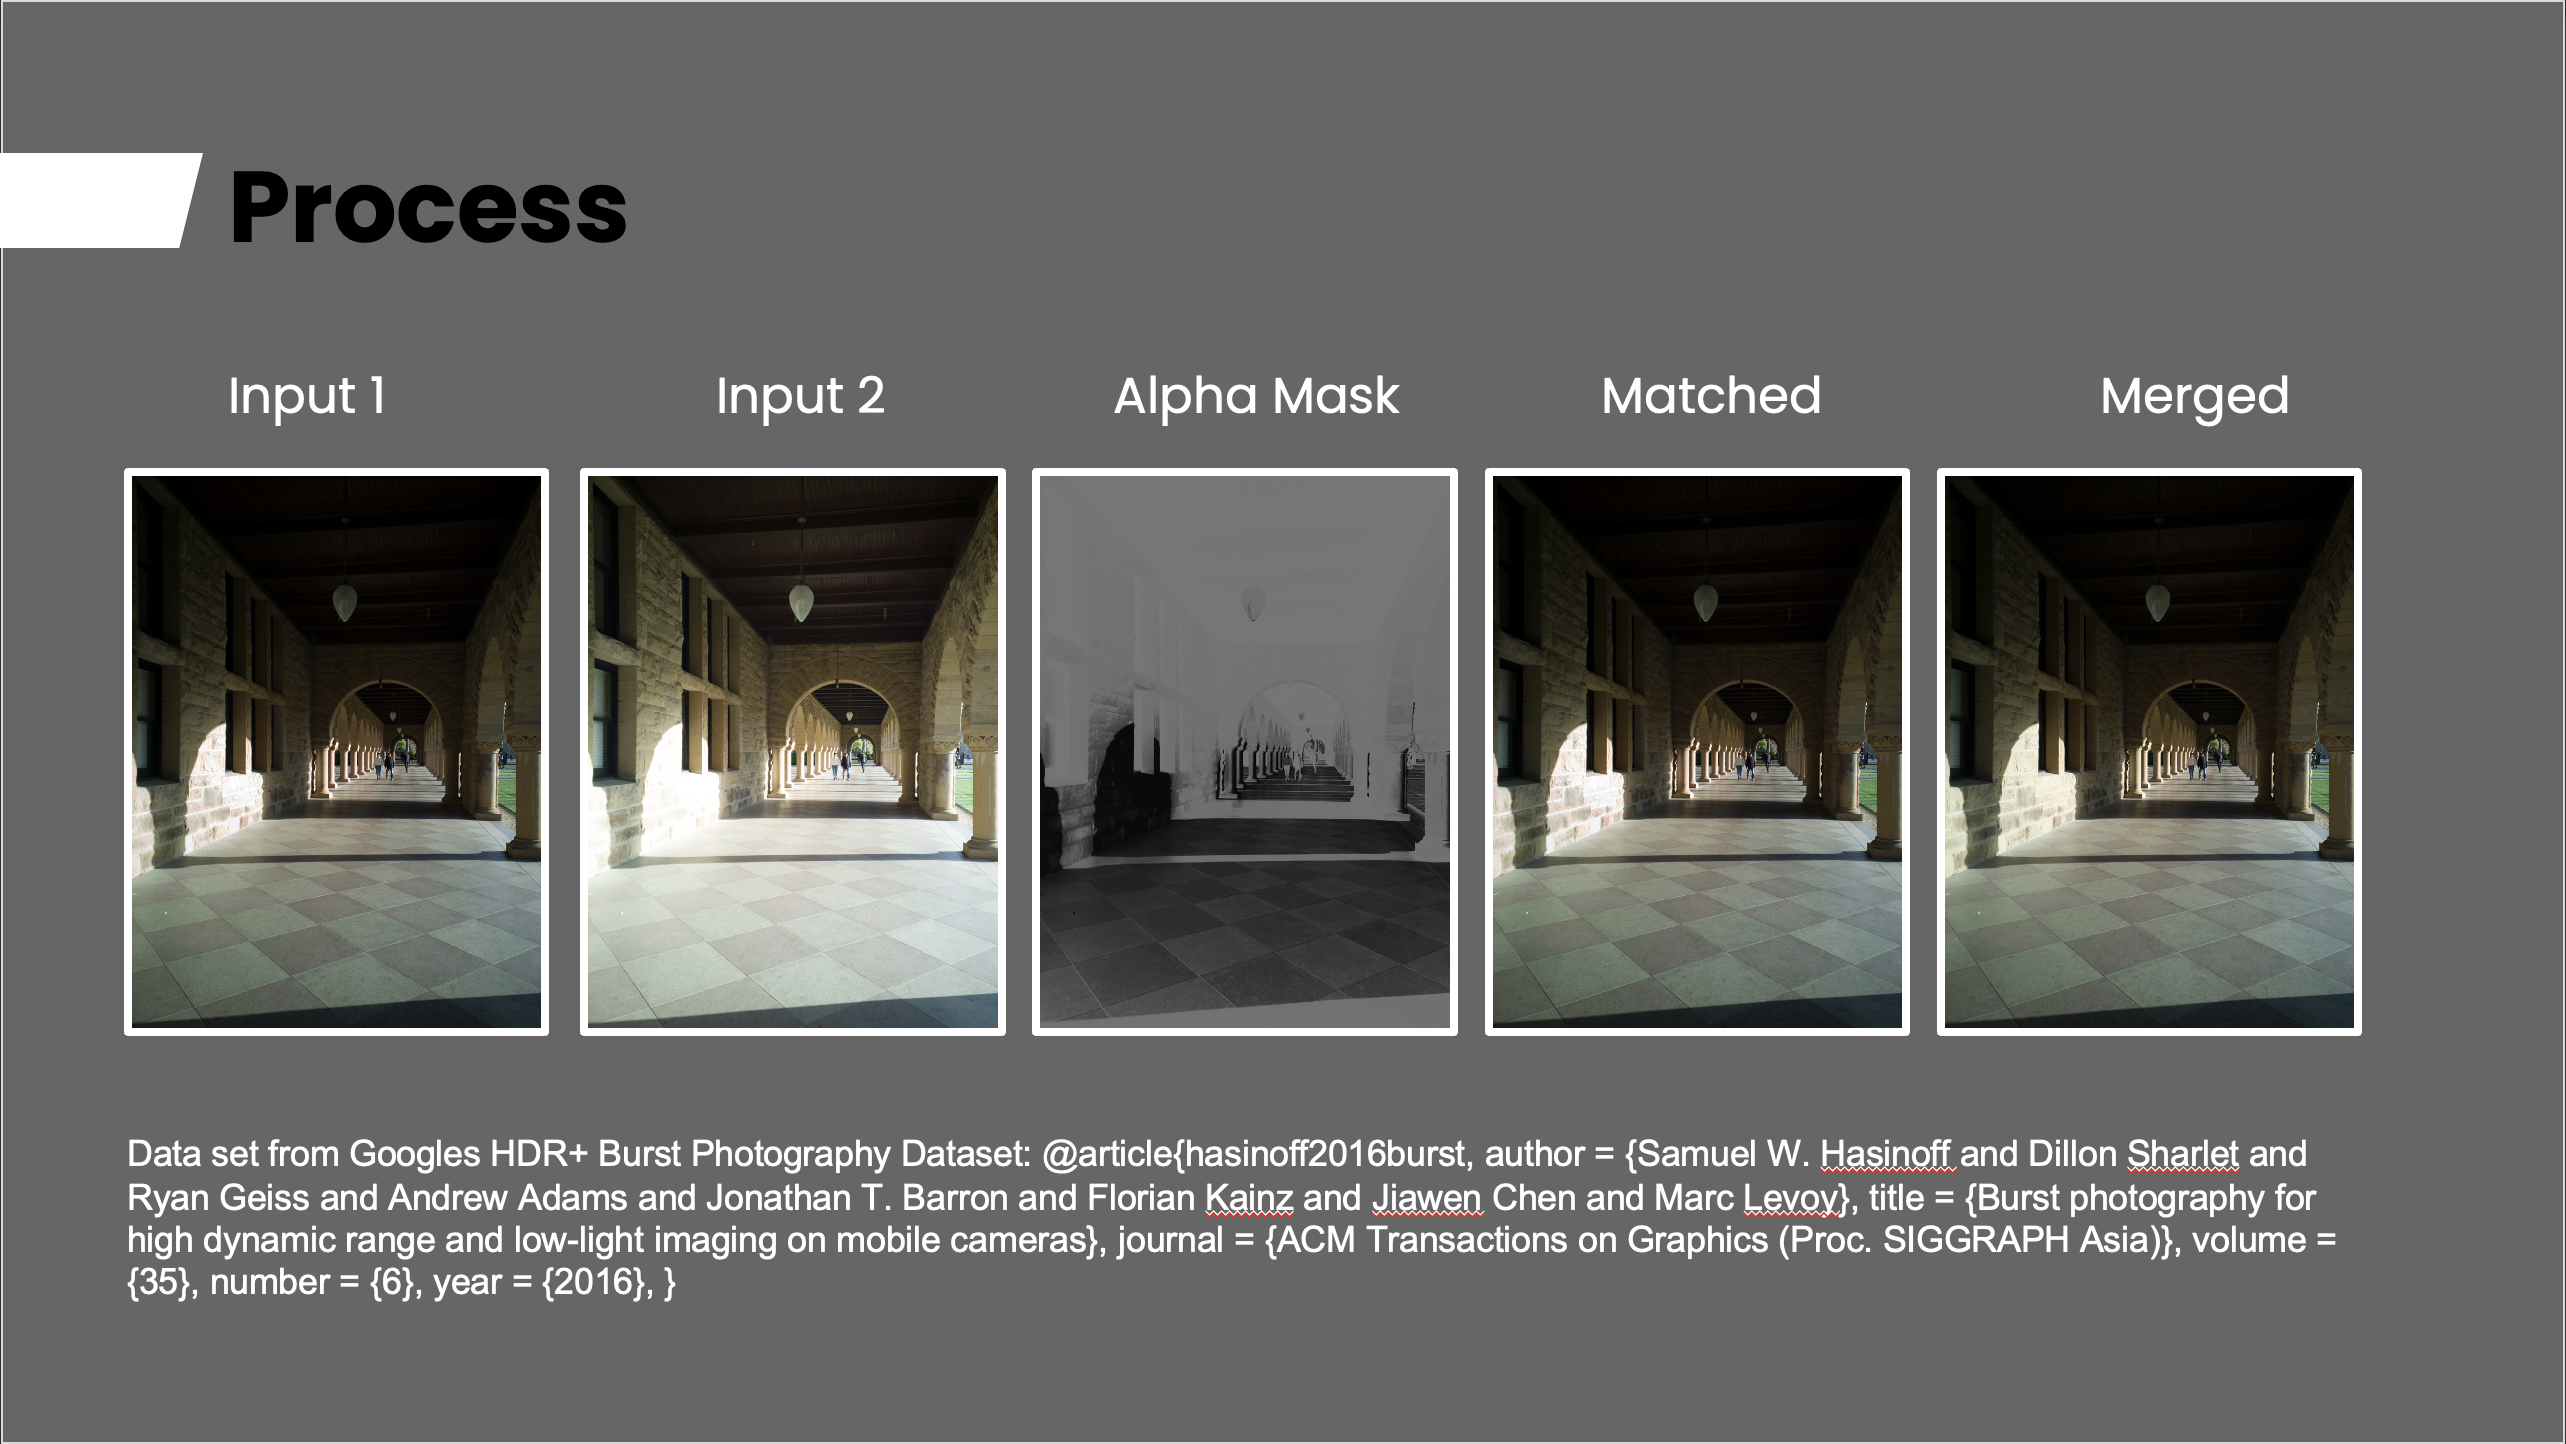 Process
Input 1
Input 2
Alpha Mask
Matched
Merged
Data set from Googles HDR+ Burst Photography Dataset: @article{hasinoff2016burst, author = {Samuel W. Hasinoff and Dillon Sharlet and
Ryan Geiss and Andrew Adams and Jonathan T. Barron and Florian Kainz and Jiawen Chen and Marc Levoy}, title = {Burst photography for
high dynamic range and low-light imaging on mobile cameras}, journal = {ACM Transactions on Graphics (Proc. SIGGRAPH Asia)}, volume =
{35}, number = {6}, year = {2016}, }